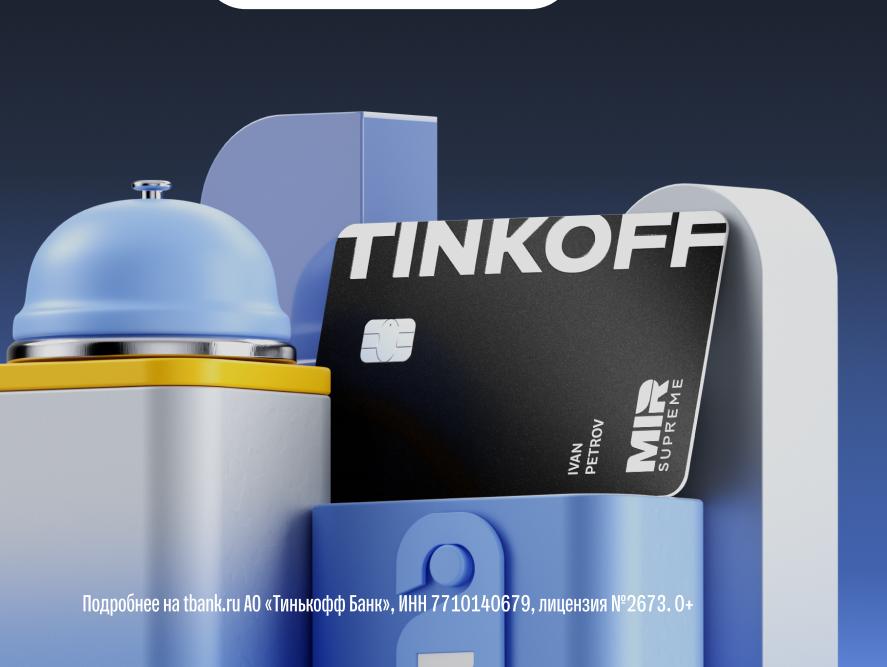 TINKOFF
IVAN
PETROV
MIR
SUPREME
Подробнее на tbank.ru АО «Тинькофф Банк», ИНН 7710140679, лицензия №2673. 0+